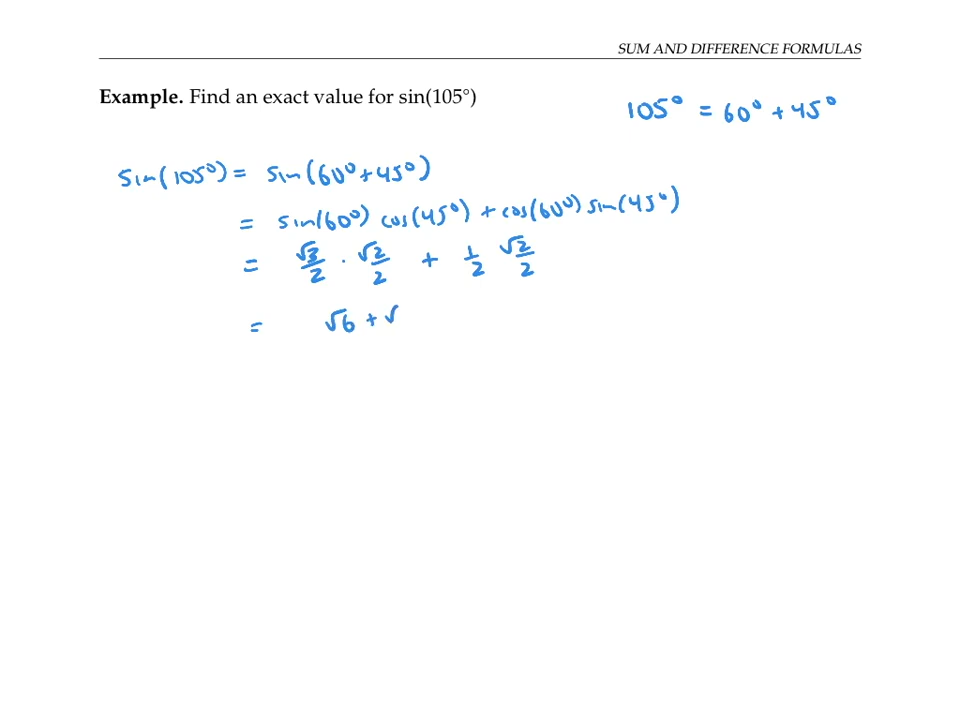 SUM AND DIFFERENCE FORMULAS
Example. Find an exact value for sin(105°)
105° = 60° + 45°
sin(105°) = sin(60° + 45°)
= sin(60°) cos(45°) + cos(60°) sin(45°)
= √3/2 · √2/2 + 1/2 √2/2
= √6 + √